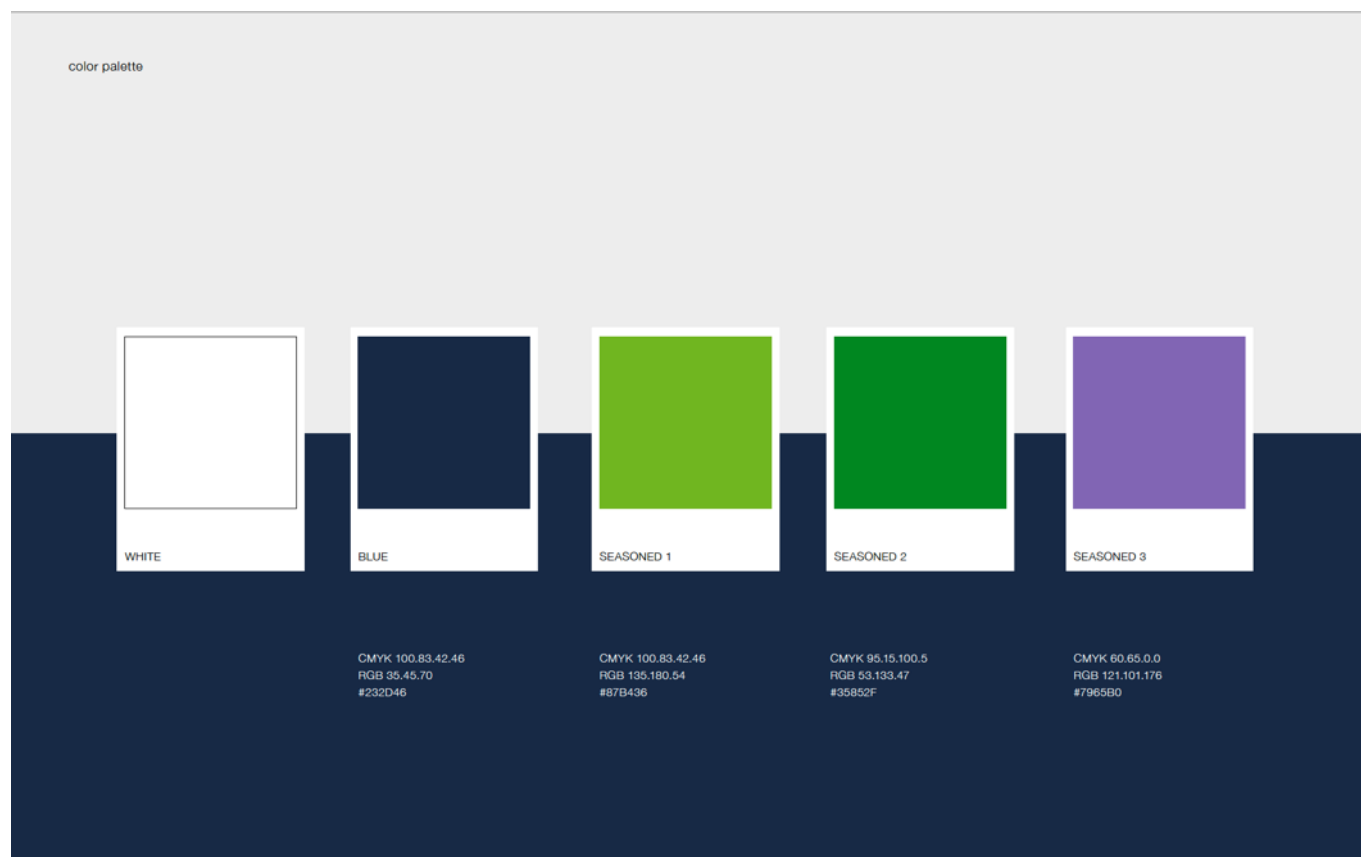 color palette
WHITE
BLUE
SEASONED 1
SEASONED 2
SEASONED 3
CMYK 100.83.42.46
RGB 35.45.70
#232D46
CMYK 100.83.42.46
RGB 135.180.54
#87B436
CMYK 95.15.100.5
RGB 53.133.47
#35852F
CMYK 60.65.0.0
RGB 121.101.176
#7965B0